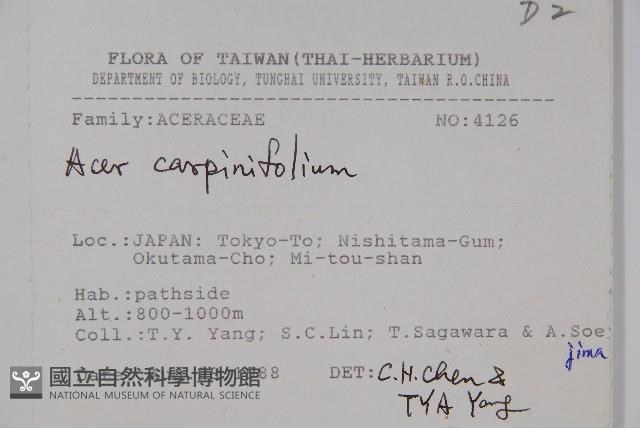 D2
FLORA OF TAIWAN(THAI-HERBARIUM)
DEPARTMENT OF BIOLOGY, TUNGHAI UNIVERSITY, TAIWAN R.O.CHINA
Family:ACERACEAE NO:4126
Acer carpinifolium
Loc.:JAPAN: Tokyo-To; Nishitama-Gum;
Okutama-Cho; Mi-tou-shan
Hab.:pathside
Alt.:800-1000m
Coll.:T.Y. Yang; S.C.Lin; T.Sagawara & A.Soe
jima
88 DET:C.H.Chen &
TYA Yang
國立自然科學博物館
NATIONAL MUSEUM OF NATURAL SCIENCE